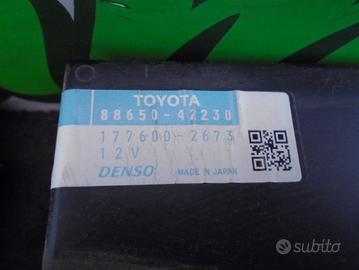 TOYOTA
88650-42230
177600-2673
12V
DENSO MADE IN JAPAN
subito